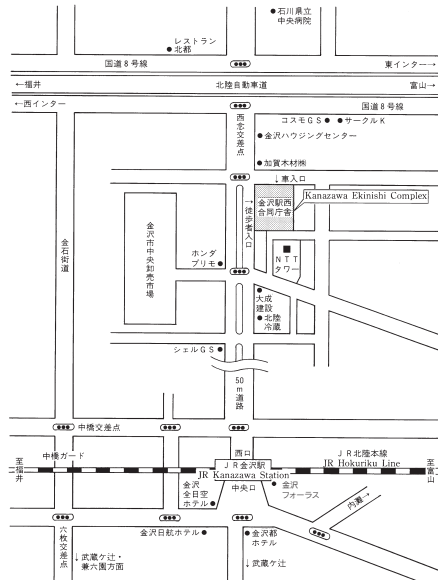 石川県立
中央病院
レストラン
北都
国道8号線
東インター→
←福井
北陸自動車道
富山→
←西インター
国道8号線
西念交差点
コスモGS
サークルK
金沢ハウジングセンター
加賀木材㈱
↓車入口
金沢駅西
合同庁舎
Kanazawa Ekinishi Complex
→徒歩者入口
金石街道
金沢市中央卸売市場
NTT
タワー
ホンダ
プリモ
大成
建設
北陸
冷蔵
シェルGS
50m道路
中橋交差点
西口
至福井
中橋ガード
JR金沢駅
JR Kanazawa Station
JR北陸本線
JR Hokuriku Line
至富山
中央口
金沢
全日空
ホテル
金沢
フォーラス
内灘→
六枚交差点
金沢日航ホテル
金沢都
ホテル
↓武蔵ケ辻・
兼六園方面
↓武蔵ケ辻